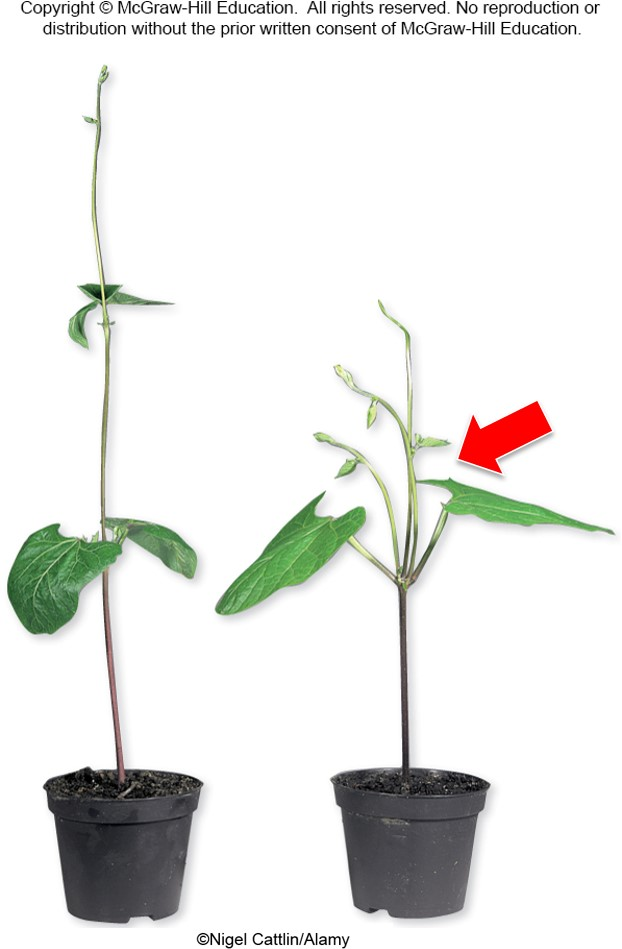 Copyright © McGraw-Hill Education.  All rights reserved. No reproduction or
distribution without the prior written consent of McGraw-Hill Education.
©Nigel Cattlin/Alamy